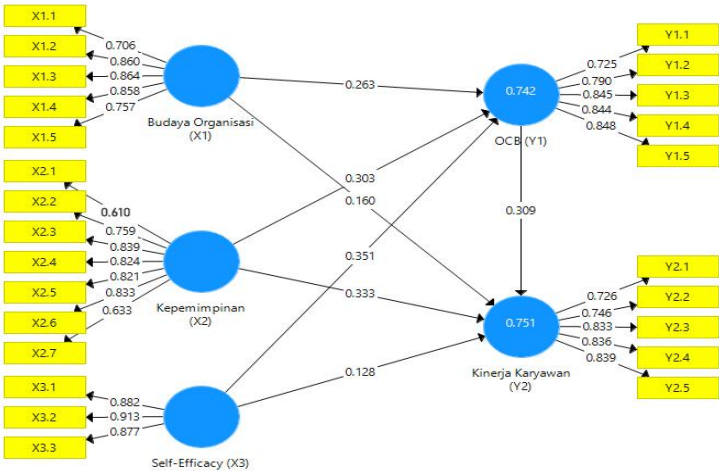 X1.1
X1.2
X1.3
X1.4
X1.5
0.706
0.860
0.864
0.858
0.757
Budaya Organisasi
(X1)
X2.1
X2.2
X2.3
X2.4
X2.5
X2.6
X2.7
0.610
0.759
0.839
0.824
0.821
0.833
0.633
Kepemimpinan
(X2)
X3.1
X3.2
X3.3
0.882
0.913
0.877
Self-Efficacy (X3)
0.263
0.303
0.160
0.351
0.333
0.128
0.309
0.742
OCB (Y1)
0.725
0.790
0.845
0.844
0.848
Y1.1
Y1.2
Y1.3
Y1.4
Y1.5
0.751
Kinerja Karyawan
(Y2)
0.726
0.746
0.833
0.836
0.839
Y2.1
Y2.2
Y2.3
Y2.4
Y2.5